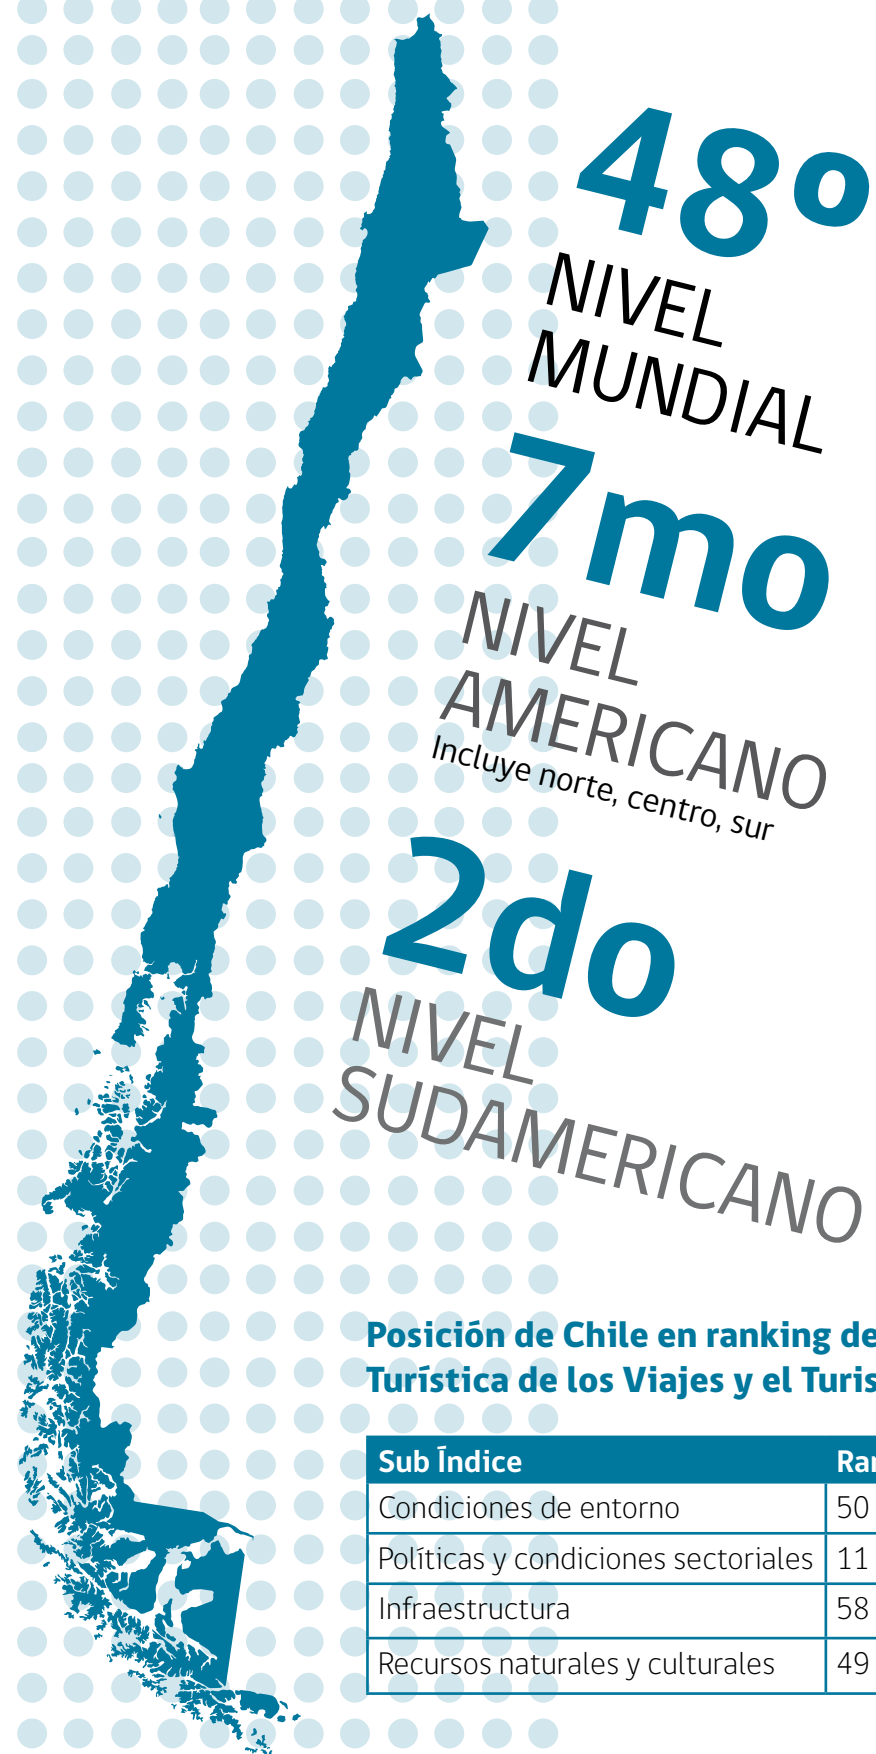 48º
NIVEL
MUNDIAL
7mo
NIVEL
AMERICANO
Incluye norte, centro, sur
2do
NIVEL
SUDAMERICANO
Posición de Chile en ranking de
Turística de los Viajes y el
Sub Índice
Condiciones de entorno 50
Políticas y condiciones sectoriales 11
Infraestructura 58
Recursos naturales y culturales 49